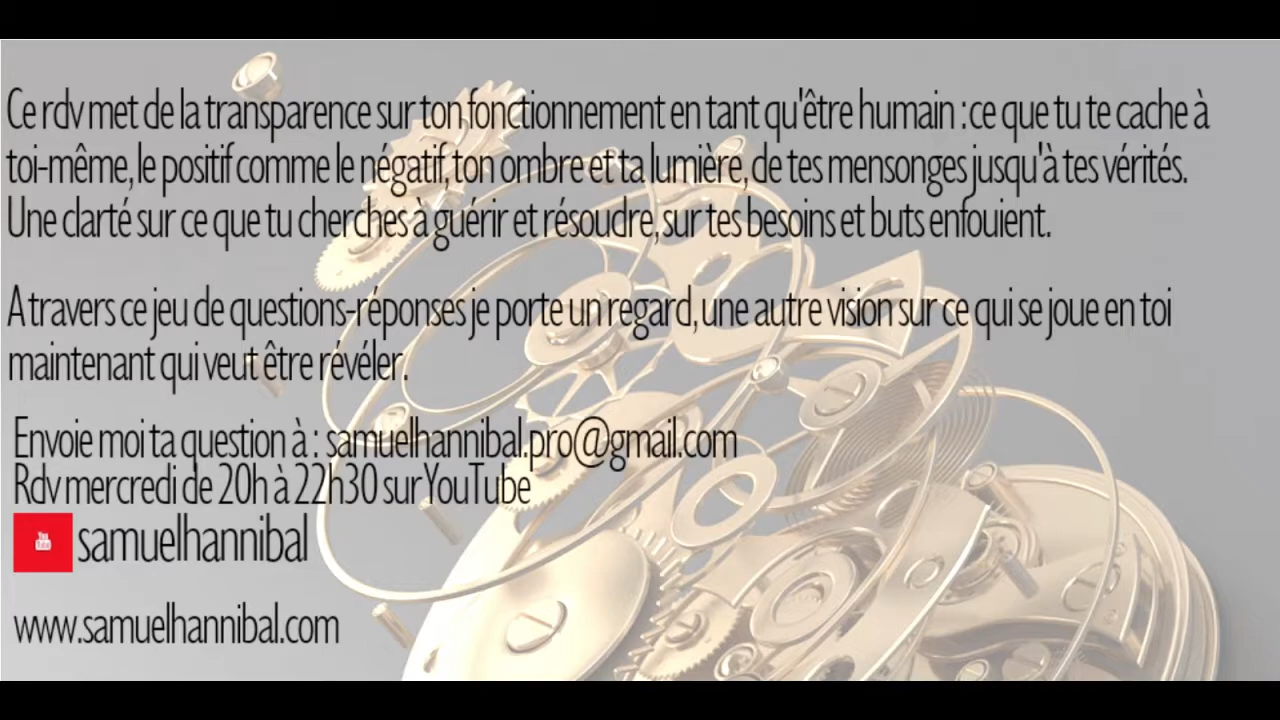 Ce rdv met de la transparence sur ton fonctionnement en tant qu'être humain : ce que tu te cache à
toi-même, le positif comme le négatif, ton ombre et ta lumière, de tes mensonges jusqu'à tes vérités.
Une clarté sur ce que tu cherches à guérir et résoudre, sur tes besoins et buts enfouient.
A travers ce jeu de questions-réponses je porte un regard, une autre vision sur ce qui se joue en toi
maintenant qui veut être révéler.
Envoie moi ta question à : samuelhannibal.pro@gmail.com
Rdv mercredi de 20h à 22h30 sur YouTube
You Tube samuelhannibal
www.samuelhannibal.com